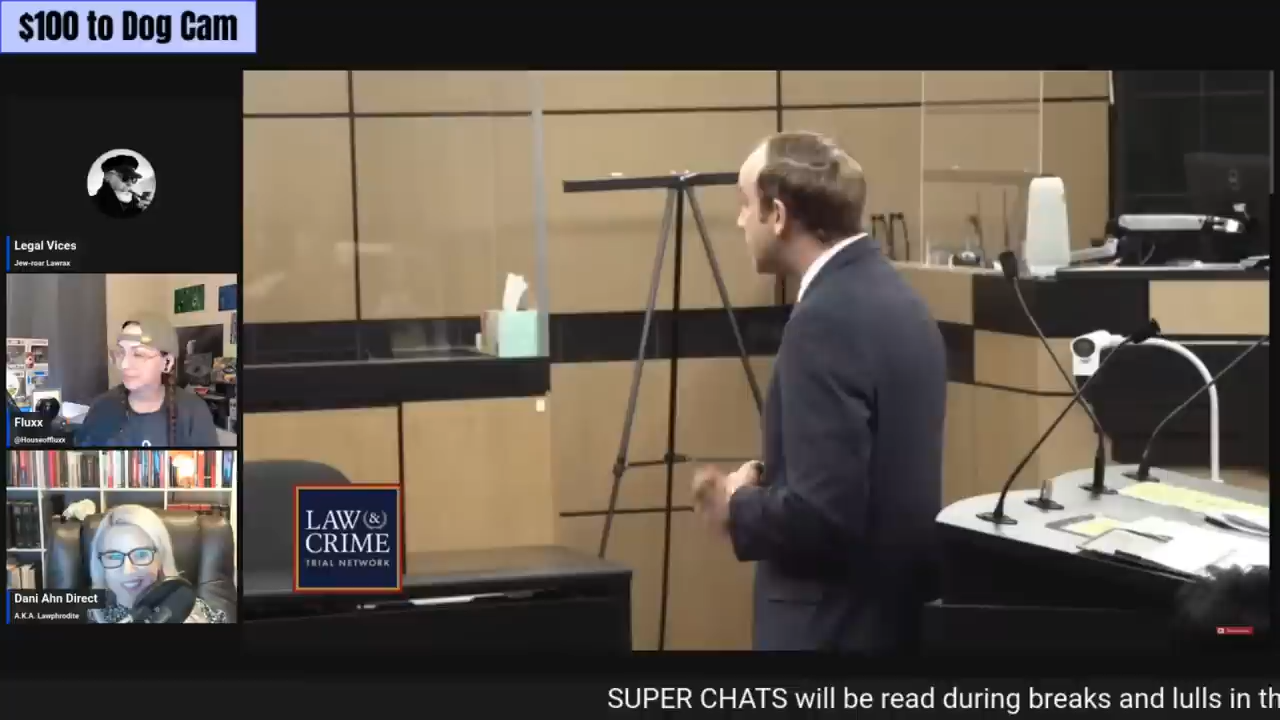 $100 to Dog Cam
Legal Vices
Jew-roar Lawrax
Fluxx
@Houseoffluxx
Dani Ahn Direct
A.K.A. Lawphrodite
LAW &
CRIME
TRIAL NETWORK
SUPER CHATS will be read during breaks and lulls in th